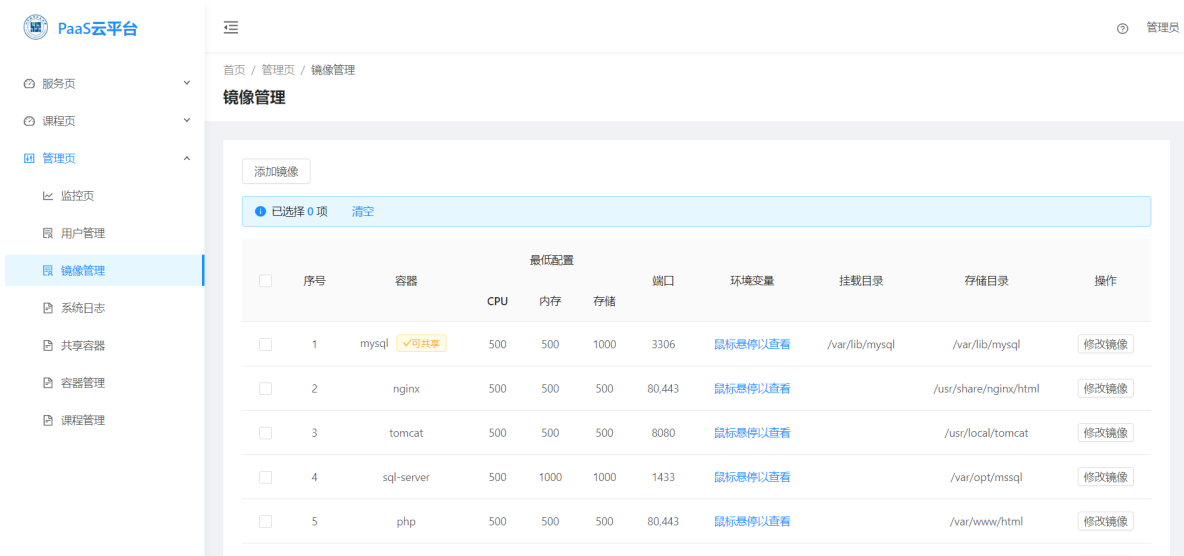 PaaS云平台
管理员
服务页
课程页
管理页
监控页
用户管理
镜像管理
系统日志
共享容器
容器管理
课程管理
首页 / 管理页 / 镜像管理
镜像管理
添加镜像
已选择 0 项 清空
序号 容器 最低配置 端口 环境变量 挂载目录 存储目录 操作
CPU 内存 存储
1 mysql 可共享 500 500 1000 3306 鼠标悬停以查看 /var/lib/mysql /var/lib/mysql 修改镜像
2 nginx 500 500 500 80,443 鼠标悬停以查看 /usr/share/nginx/html 修改镜像
3 tomcat 500 500 500 8080 鼠标悬停以查看 /usr/local/tomcat 修改镜像
4 sql-server 500 1000 1000 1433 鼠标悬停以查看 /var/opt/mssql 修改镜像
5 php 500 500 500 80,443 鼠标悬停以查看 /var/www/html 修改镜像